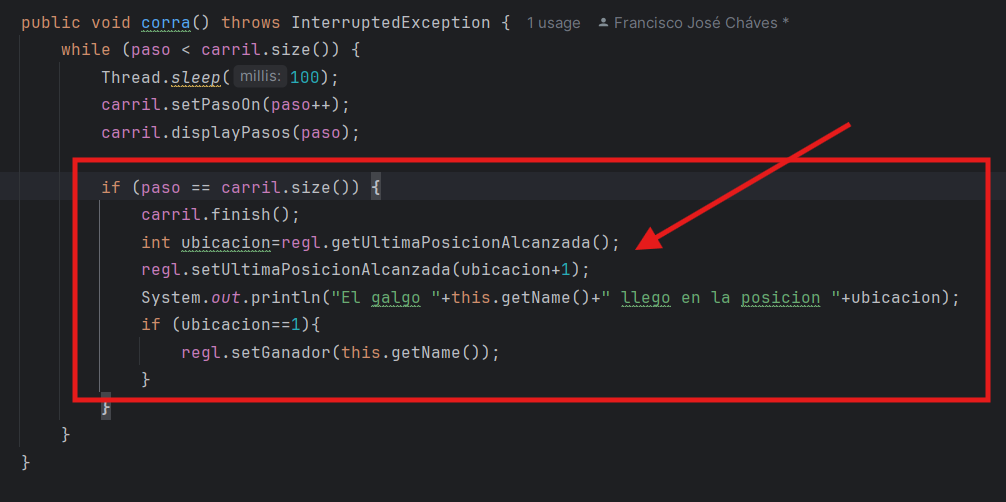 public void corra() throws InterruptedException { 1 usage Francisco José Cháves *
while (paso < carril.size()) {
Thread.sleep( millis: 100);
carril.setPasoOn(paso++);
carril.displayPasos(paso);
if (paso == carril.size()) {
carril.finish();
int ubicacion=regl.getUltimaPosicionAlcanzada();
regl.setUltimaPosicionAlcanzada(ubicacion+1);
System.out.println("El galgo "+this.getName()+" llego en la posicion "+ubicacion);
if (ubicacion==1){
regl.setGanador(this.getName());
}
}
}
}